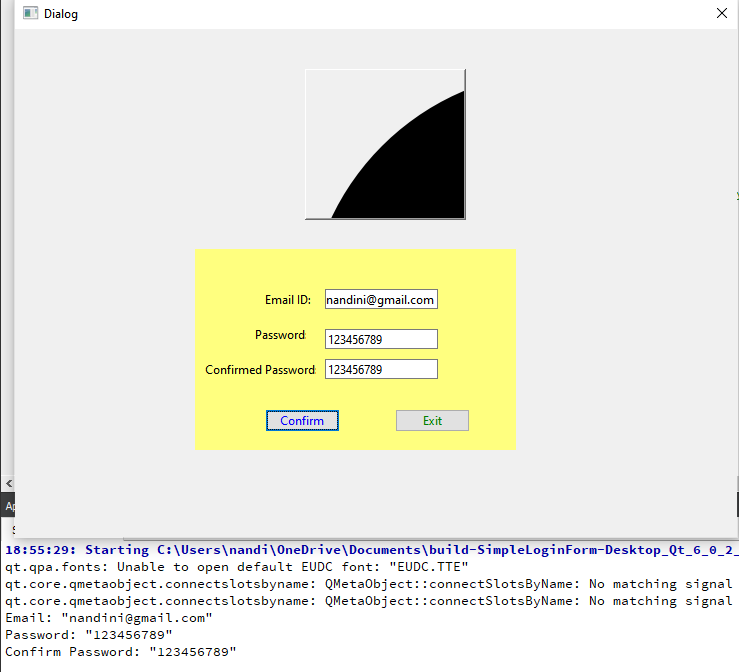 Dialog
Email ID:
nandini@gmail.com
Password:
123456789
Confirmed Password:
123456789
Confirm
Exit
18:55:29: Starting C:\Users\nandi\OneDrive\Documents\build-SimpleLoginForm-Desktop_Qt_6_0_2_
qt.qpa.fonts: Unable to open default EUDC font: "EUDC.TTE"
qt.core.qmetaobject.connectslotsbyname: QMetaObject::connectSlotsByName: No matching signal
qt.core.qmetaobject.connectslotsbyname: QMetaObject::connectSlotsByName: No matching signal
Email: "nandini@gmail.com"
Password: "123456789"
Confirm Password: "123456789"